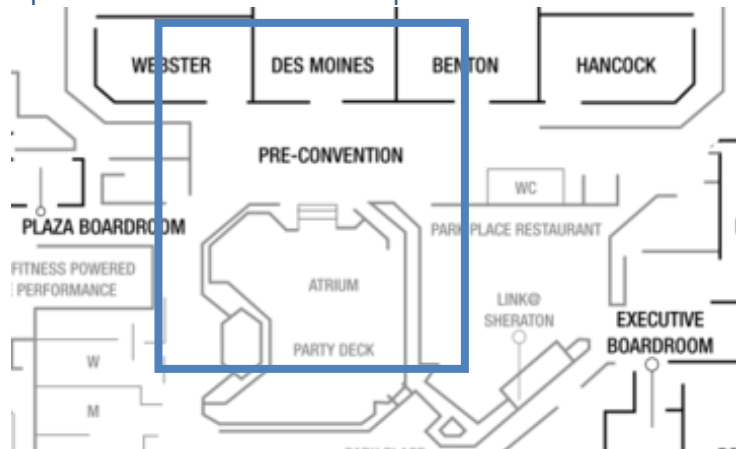 WEBSTER
DES MOINES
BENTON
HANCOCK
PRE-CONVENTION
WC
PLAZA BOARDROOM
PARK PLACE RESTAURANT
FITNESS POWERED
PERFORMANCE
ATRIUM
LINK@
SHERATON
EXECUTIVE
BOARDROOM
PARTY DECK
W
M